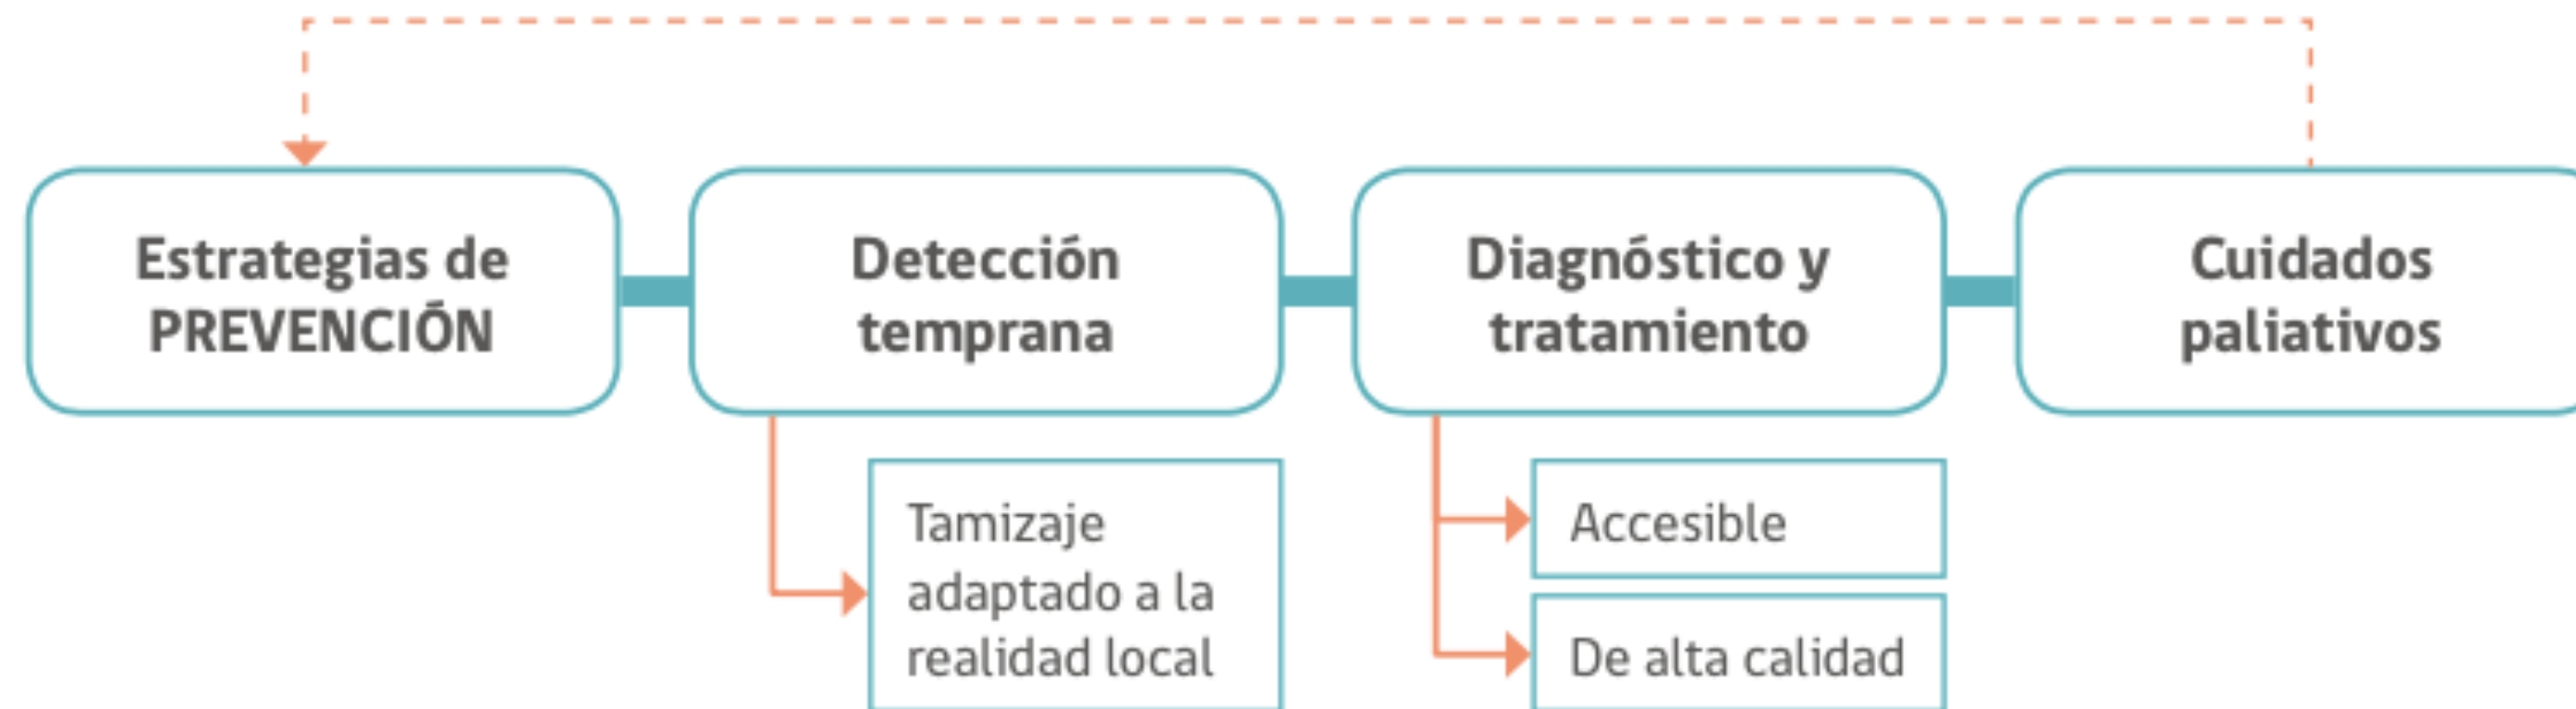 Estrategias de
PREVENCIÓN
Detección
temprana
Diagnóstico y
tratamiento
Cuidados
paliativos
Tamizaje
adaptado a la
realidad local
Accesible
De alta calidad